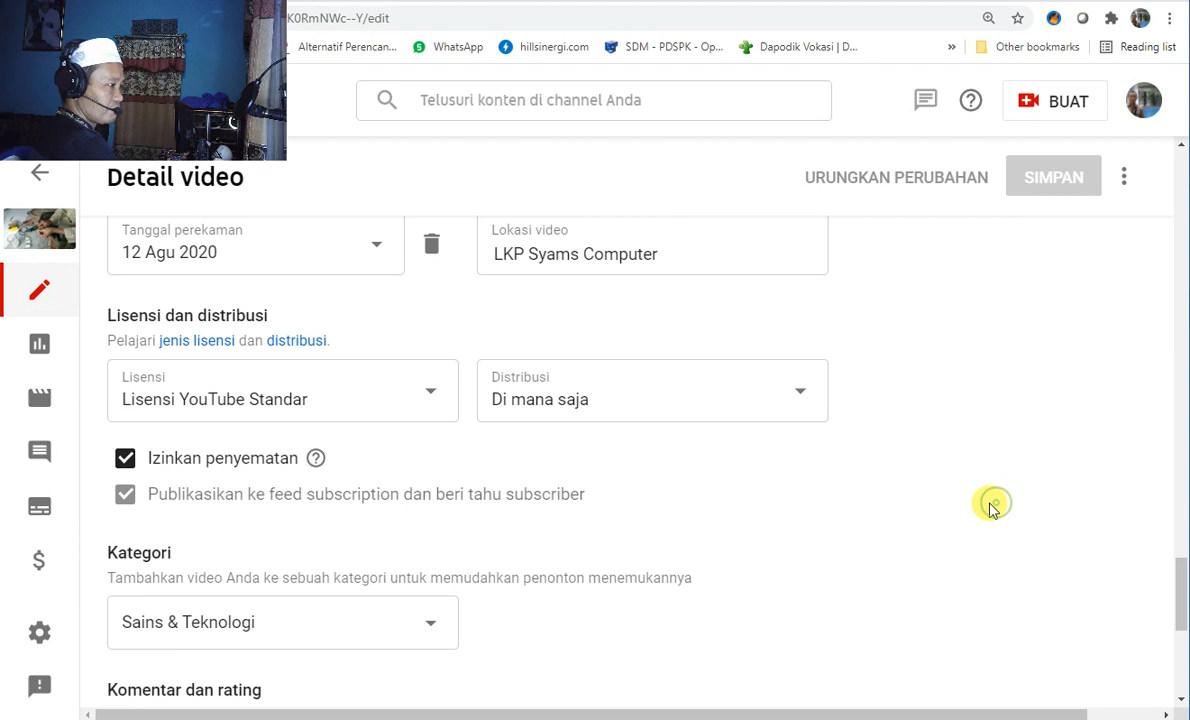 K0RmNWc--Y/edit
Alternatif Perencan...
WhatsApp
hillsinergi.com
SDM - PDSPK - Op...
Dapodik Vokasi | D...
»
Other bookmarks
Reading list
Telusuri konten di channel Anda
BUAT
Detail video
URUNGKAN PERUBAHAN
SIMPAN
Tanggal perekaman
12 Agu 2020
Lokasi video
LKP Syams Computer
Lisensi dan distribusi
Pelajari jenis lisensi dan distribusi.
Lisensi
Lisensi YouTube Standar
Distribusi
Di mana saja
Izinkan penyematan
Publikasikan ke feed subscription dan beri tahu subscriber
Kategori
Tambahkan video Anda ke sebuah kategori untuk memudahkan penonton menemukannya
Sains & Teknologi
Komentar dan rating